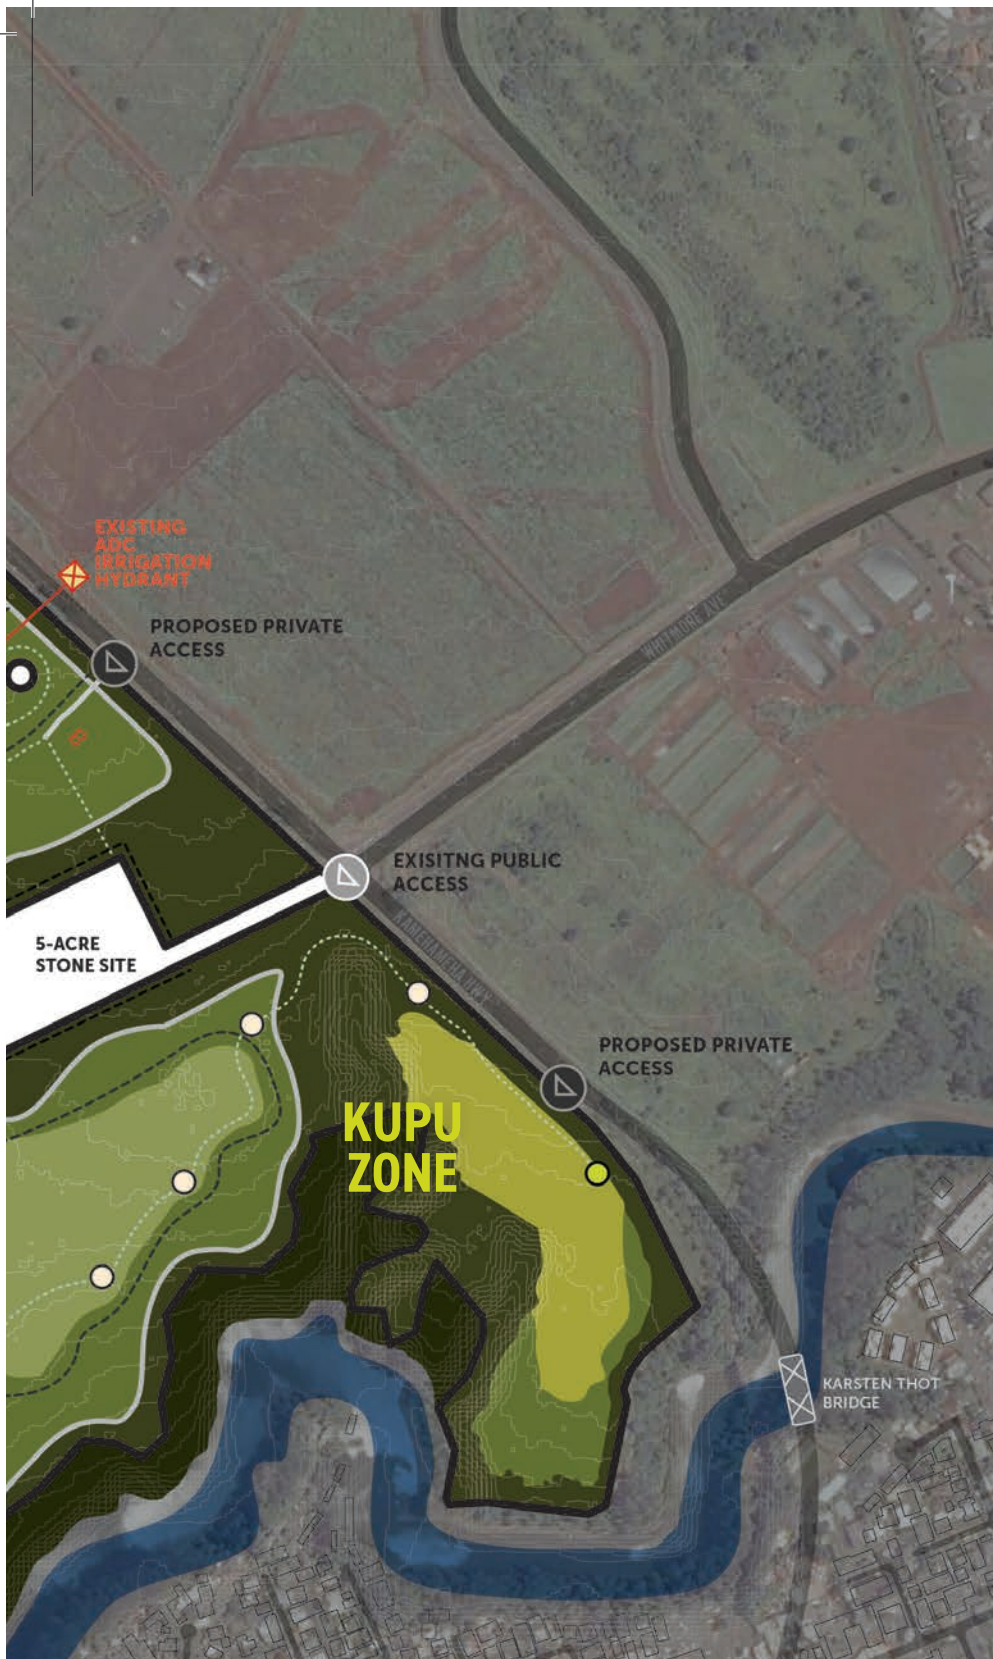 EXISTING
ADC
IRRIGATION
HYDRANT
PROPOSED PRIVATE
ACCESS
WHITMORE AVE
EXISITNG PUBLIC
ACCESS
KAMEHAMEHA HWY
5-ACRE
STONE SITE
PROPOSED PRIVATE
ACCESS
KUPU
ZONE
KARSTEN THOT
BRIDGE